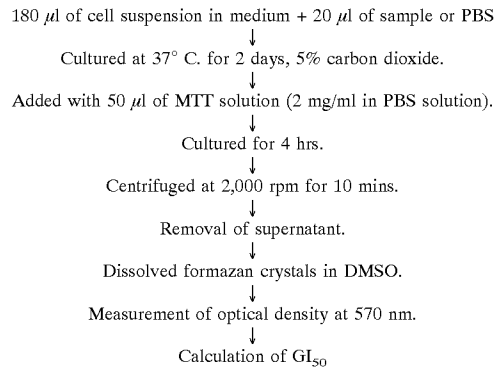 180 μl of cell suspension in medium + 20 μl of sample or PBS
↓
Cultured at 37° C. for 2 days, 5% carbon dioxide.
↓
Added with 50 μl of MTT solution (2 mg/ml in PBS solution).
↓
Cultured for 4 hrs.
↓
Centrifuged at 2,000 rpm for 10 mins.
↓
Removal of supernatant.
↓
Dissolved formazan crystals in DMSO.
↓
Measurement of optical density at 570 nm.
↓
Calculation of GI₅₀